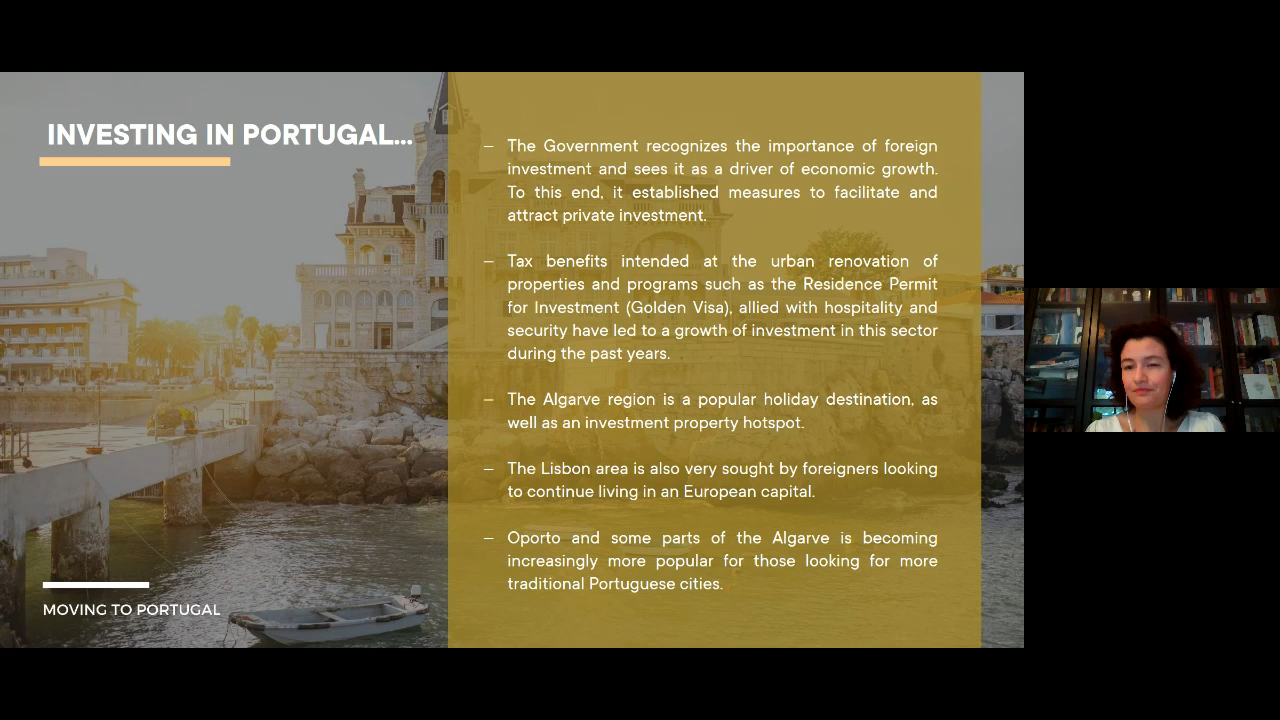 INVESTING IN PORTUGAL...
– The Government recognizes the importance of foreign
investment and sees it as a driver of economic growth.
To this end, it established measures to facilitate and
attract private investment.
– Tax benefits intended at the urban renovation of
properties and programs such as the Residence Permit
for Investment (Golden Visa), allied with hospitality and
security have led to a growth of investment in this sector
during the past years.
– The Algarve region is a popular holiday destination, as
well as an investment property hotspot.
– The Lisbon area is also very sought by foreigners looking
to continue living in an European capital.
– Oporto and some parts of the Algarve is becoming
increasingly more popular for those looking for more
traditional Portuguese cities.
MOVING TO PORTUGAL